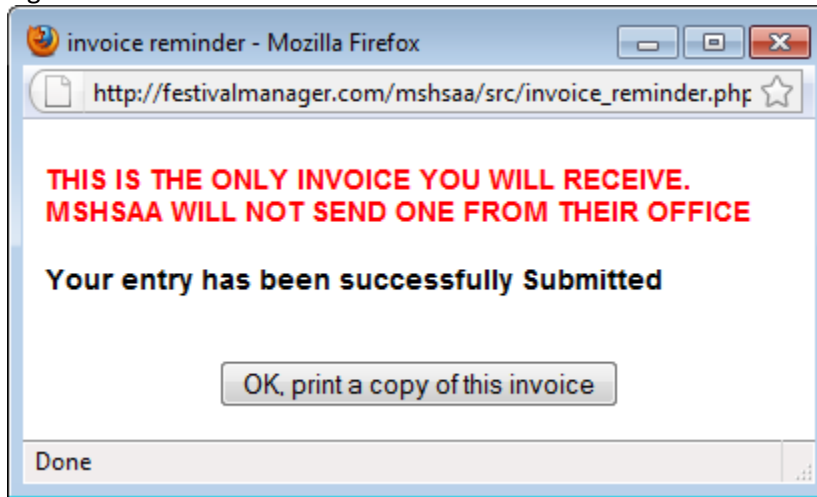 invoice reminder - Mozilla Firefox
http://festivalmanager.com/mshsaa/src/invoice_reminder.php
THIS IS THE ONLY INVOICE YOU WILL RECEIVE.
MSHSAA WILL NOT SEND ONE FROM THEIR OFFICE
Your entry has been successfully Submitted
OK, print a copy of this invoice
Done